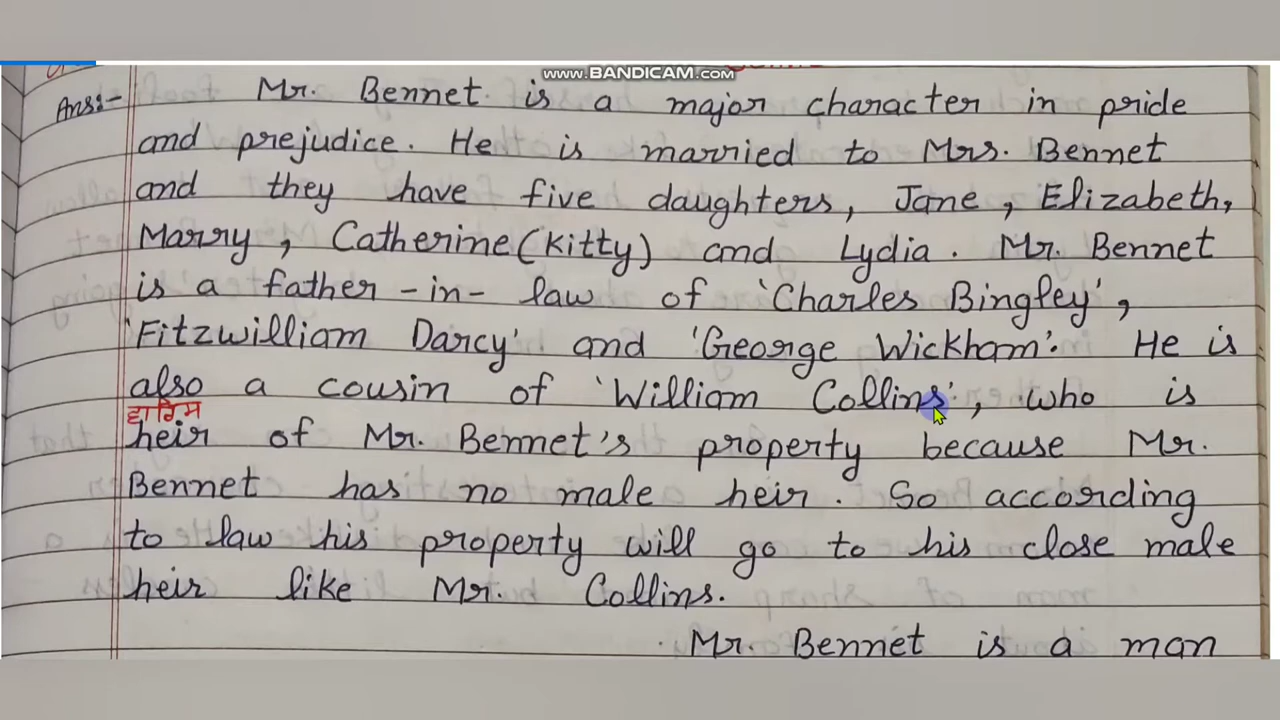 www.BANDICAM.com
Ans:- Mr. Bennet is a major character in pride
and prejudice. He is married to Mrs. Bennet
and they have five daughters, Jane, Elizabeth,
Marry, Catherine (Kitty) and Lydia. Mr. Bennet
is a father-in-law of 'Charles Bingley',
'Fitzwilliam Darcy' and 'George Wickham'. He is
also a cousin of 'William Collins', who is
ਵਾਰਿਸ
heir of Mr. Bennet's property because Mr.
Bennet has no male heir. So according
to law his property will go to his close male
heir like Mr. Collins.
Mr. Bennet is a man